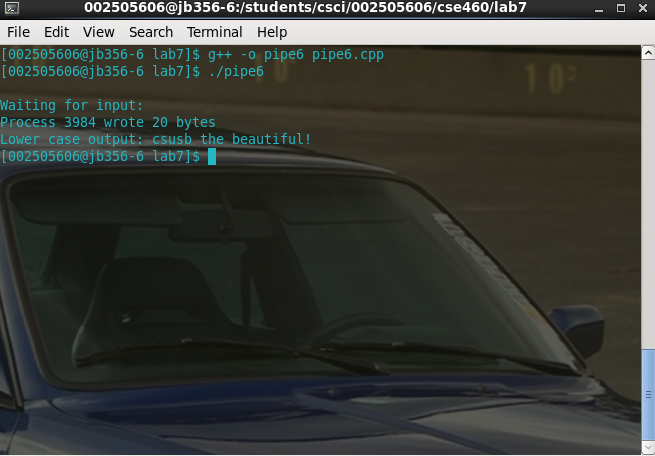 002505606@jb356-6:/students/csci/002505606/cse460/lab7
File Edit View Search Terminal Help
[002505606@jb356-6 lab7]$ g++ -o pipe6 pipe6.cpp
[002505606@jb356-6 lab7]$ ./pipe6
10
10
Waiting for input:
Process 3984 wrote 20 bytes
Lower case output: csusb the beautiful!
[002505606@jb356-6 lab7]$